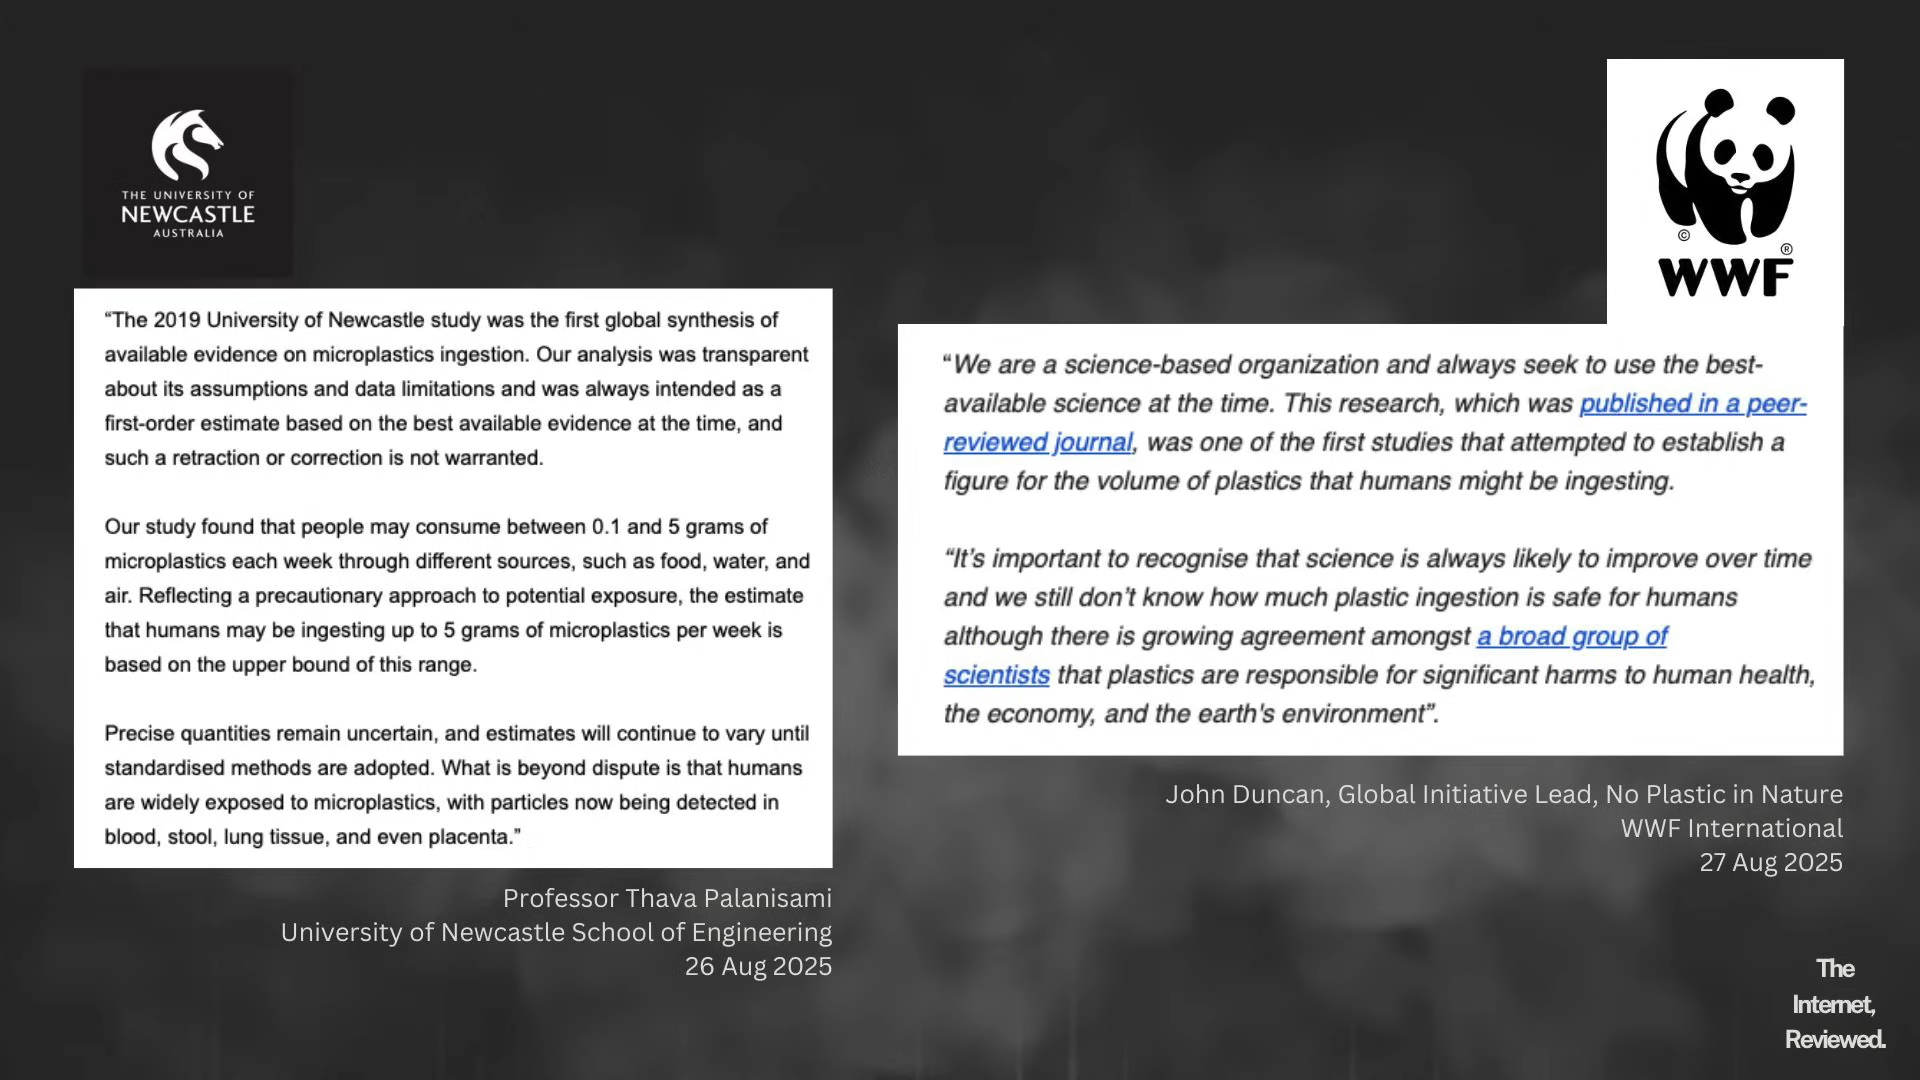 THE UNIVERSITY OF
NEWCASTLE
AUSTRALIA
“The 2019 University of Newcastle study was the first global synthesis of
available evidence on microplastics ingestion. Our analysis was transparent
about its assumptions and data limitations and was always intended as a
first-order estimate based on the best available evidence at the time, and
such a retraction or correction is not warranted.
Our study found that people may consume between 0.1 and 5 grams of
microplastics each week through different sources, such as food, water, and
air. Reflecting a precautionary approach to potential exposure, the estimate
that humans may be ingesting up to 5 grams of microplastics per week is
based on the upper bound of this range.
Precise quantities remain uncertain, and estimates will continue to vary until
standardised methods are adopted. What is beyond dispute is that humans
are widely exposed to microplastics, with particles now being detected in
blood, stool, lung tissue, and even placenta.”
Professor Thava Palanisami
University of Newcastle School of Engineering
26 Aug 2025
© ®
WWF
“We are a science-based organization and always seek to use the best-
available science at the time. This research, which was published in a peer-
reviewed journal, was one of the first studies that attempted to establish a
figure for the volume of plastics that humans might be ingesting.
“It’s important to recognise that science is always likely to improve over time
and we still don’t know how much plastic ingestion is safe for humans
although there is growing agreement amongst a broad group of
scientists that plastics are responsible for significant harms to human health,
the economy, and the earth's environment”.
John Duncan, Global Initiative Lead, No Plastic in Nature
WWF International
27 Aug 2025
The
Internet,
Reviewed.